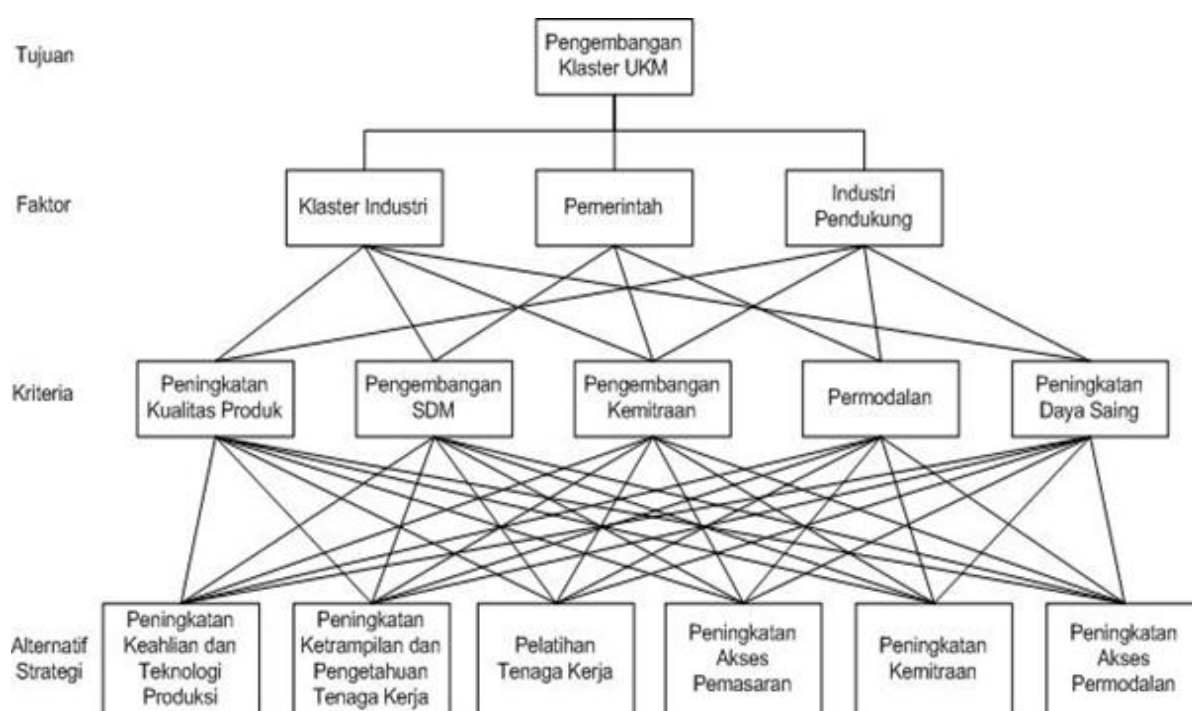 Tujuan
Pengembangan
Klaster UKM
Faktor
Klaster Industri
Pemerintah
Industri
Pendukung
Kriteria
Peningkatan
Kualitas Produk
Pengembangan
SDM
Pengembangan
Kemitraan
Permodalan
Peningkatan
Daya Saing
Alternatif
Strategi
Peningkatan
Keahlian dan
Teknologi
Produksi
Peningkatan
Ketrampilan dan
Pengetahuan
Tenaga Kerja
Pelatihan
Tenaga Kerja
Peningkatan
Akses
Pemasaran
Peningkatan
Kemitraan
Peningkatan
Akses
Permodalan